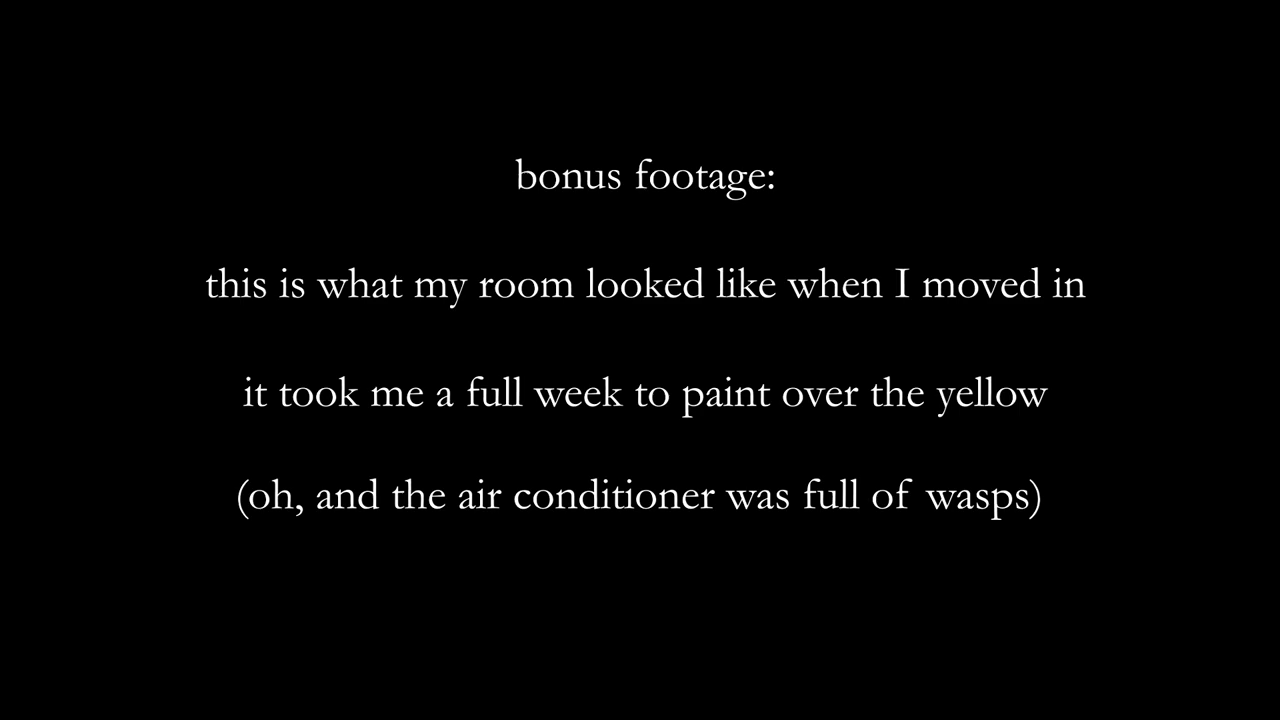 bonus footage:
this is what my room looked like when I moved in
it took me a full week to paint over the yellow
(oh, and the air conditioner was full of wasps)